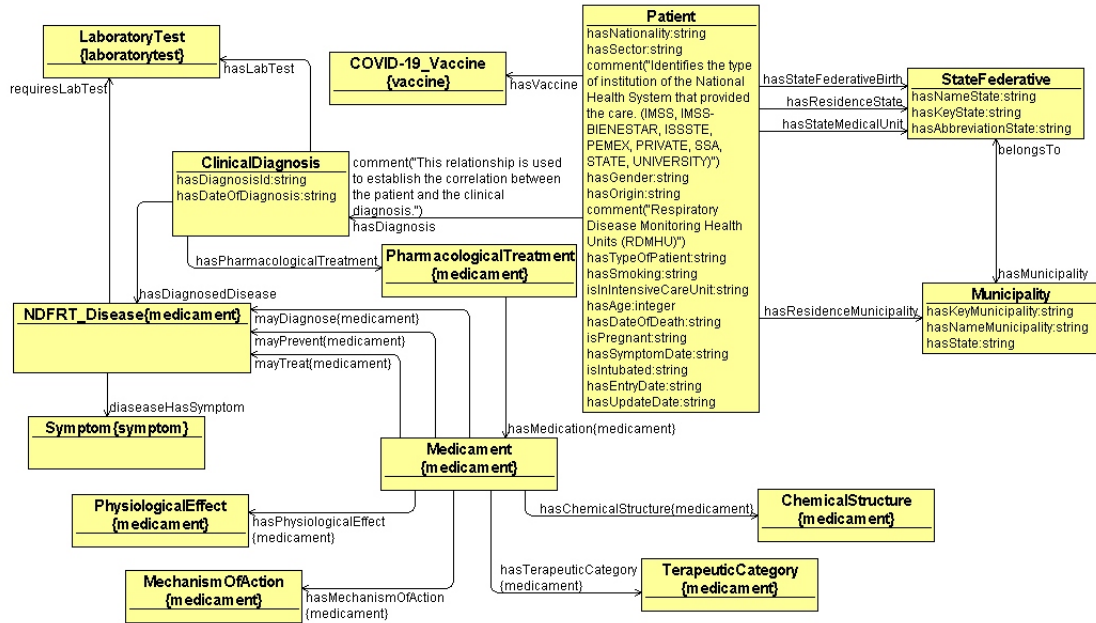 LaboratoryTest
{laboratorytest}
requiresLabTest
hasLabTest
COVID-19_Vaccine
{vaccine}
hasVaccine
Patient
hasNationality:string
hasSector:string
comment("Identifies the type
of institution of the National
Health System that provided
the care. (IMSS, IMSS-
BIENESTAR, ISSSTE,
PEMEX, PRIVATE, SSA,
STATE, UNIVERSITY)")
hasGender:string
hasOrigin:string
comment("Respiratory
Disease Monitoring Health
Units (RDMHU)")
hasTypeOfPatient:string
hasSmoking:string
isInIntensiveCareUnit:string
hasAge:integer
hasDateOfDeath:string
isPregnant:string
hasSymptomDate:string
isIntubated:string
hasEntryDate:string
hasUpdateDate:string
hasStateFederativeBirth
hasResidenceState
hasStateMedicalUnit
StateFederative
hasNameState:string
hasKeyState:string
hasAbbreviationState:string
belongsTo
hasMunicipality
hasResidenceMunicipality
Municipality
hasKeyMunicipality:string
hasNameMunicipality:string
hasState:string
ClinicalDiagnosis
hasDiagnosisId:string
hasDateOfDiagnosis:string
comment("This relationship is used
to establish the correlation between
the patient and the clinical
diagnosis.")
hasDiagnosis
hasPharmacologicalTreatment
PharmacologicalTreatment
{medicament}
hasDiagnosedDisease
NDFRT_Disease{medicament}
mayDiagnose{medicament}
mayPrevent{medicament}
mayTreat{medicament}
diaseaseHasSymptom
Symptom{symptom}
hasMedication{medicament}
Medicament
{medicament}
PhysiologicalEffect
{medicament}
hasPhysiologicalEffect
{medicament}
hasChemicalStructure{medicament}
ChemicalStructure
{medicament}
MechanismOfAction
{medicament}
hasMechanismOfAction
{medicament}
hasTerapeuticCategory
{medicament}
TerapeuticCategory
{medicament}